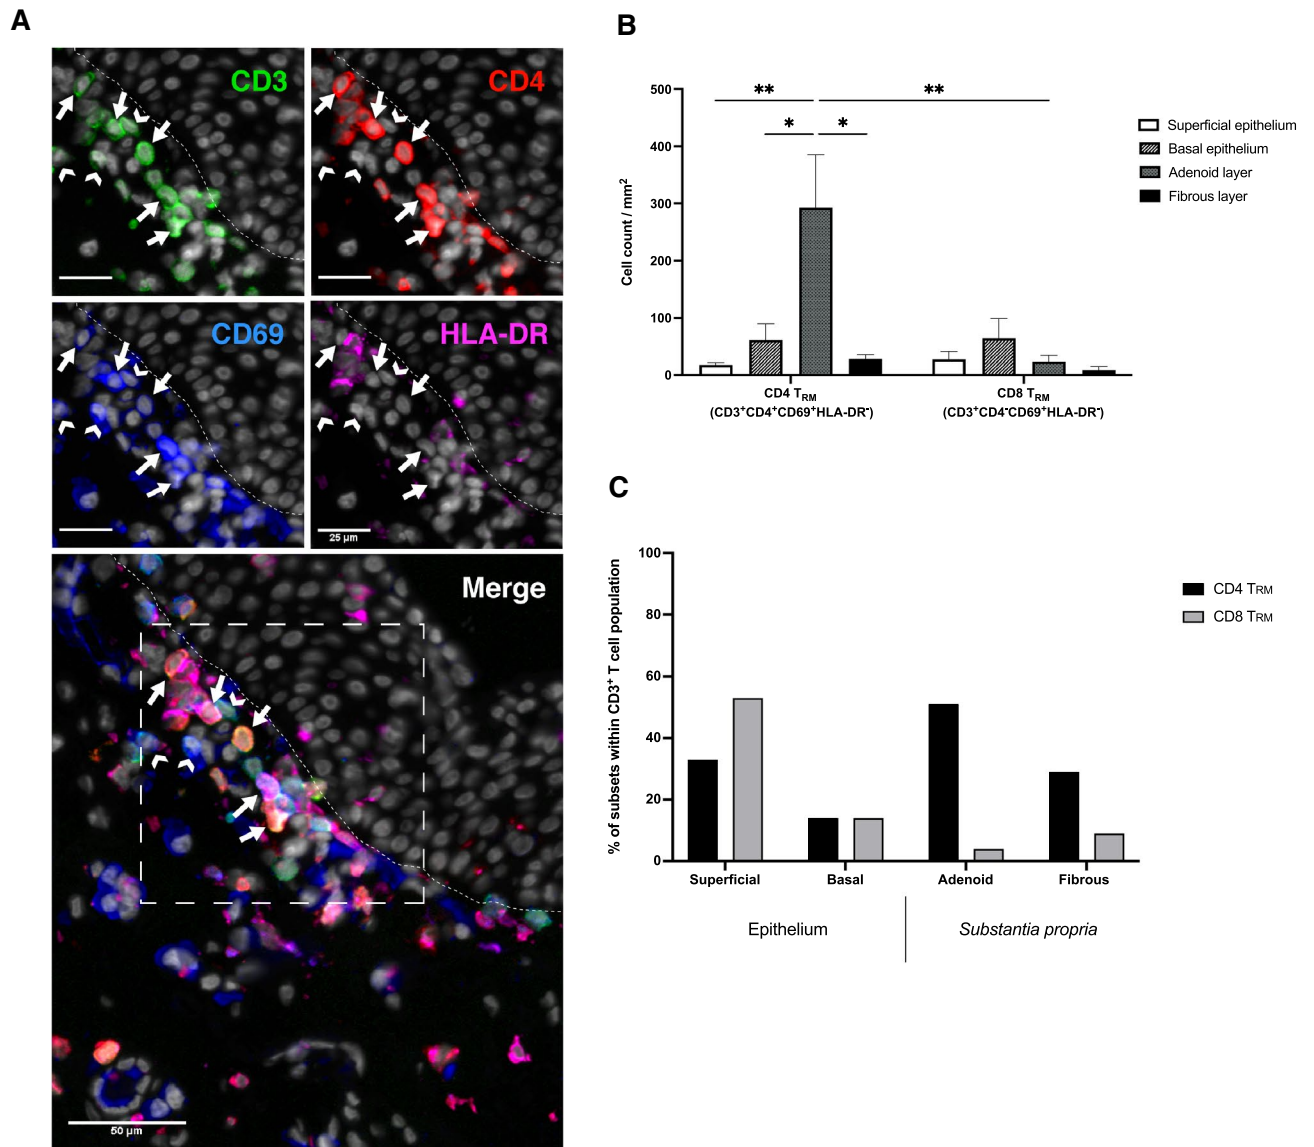 A
CD3
CD4
CD69
HLA-DR
25 µm
Merge
50 µm
B
Cell count / mm²
500
400
300
200
100
0
** **
* *
Superficial epithelium
Basal epithelium
Adenoid layer
Fibrous layer
CD4 TRM
(CD3⁺CD4⁺CD69⁺HLA-DR⁻)
CD8 TRM
(CD3⁺CD4⁻CD69⁺HLA-DR⁻)
C
% of subsets within CD3⁺ T cell population
100
80
60
40
20
0
CD4 TRM
CD8 TRM
Superficial Basal Adenoid Fibrous
Epithelium Substantia propria